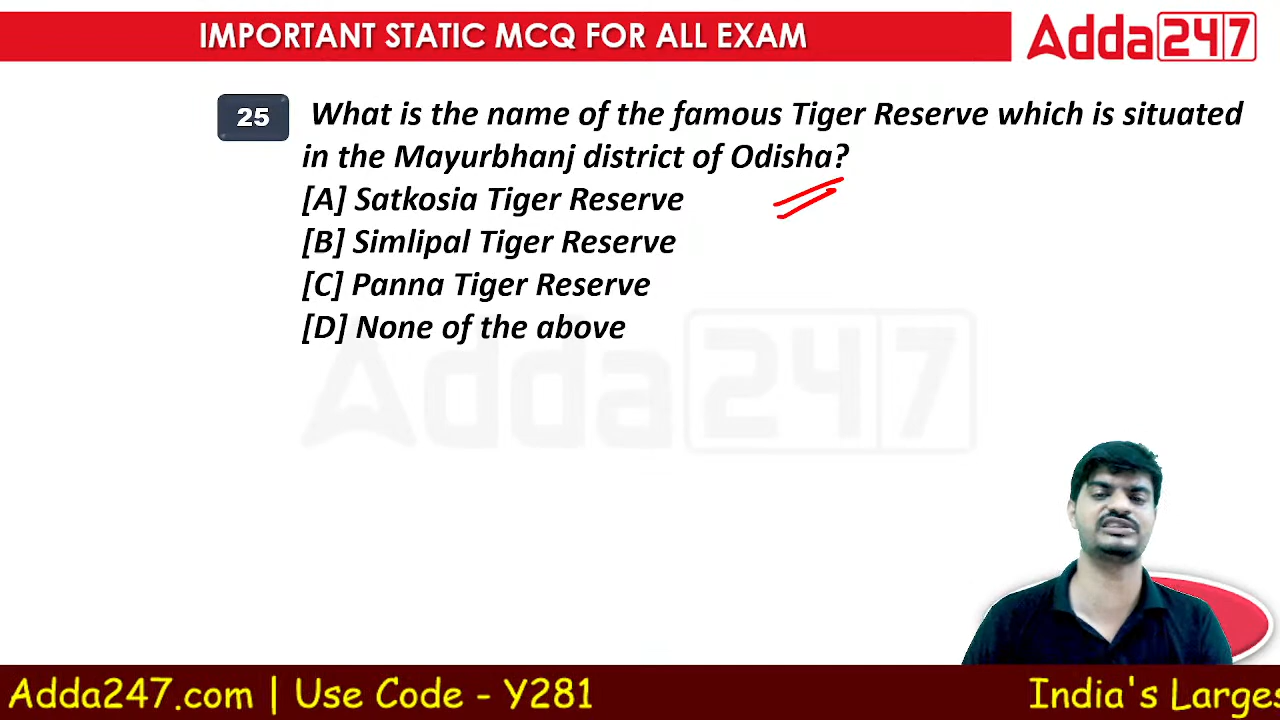 IMPORTANT STATIC MCQ FOR ALL EXAM
Adda247
25
What is the name of the famous Tiger Reserve which is situated
in the Mayurbhanj district of Odisha?
[A] Satkosia Tiger Reserve
[B] Simlipal Tiger Reserve
[C] Panna Tiger Reserve
[D] None of the above
Adda247
Adda247.com | Use Code - Y281
India's Larges